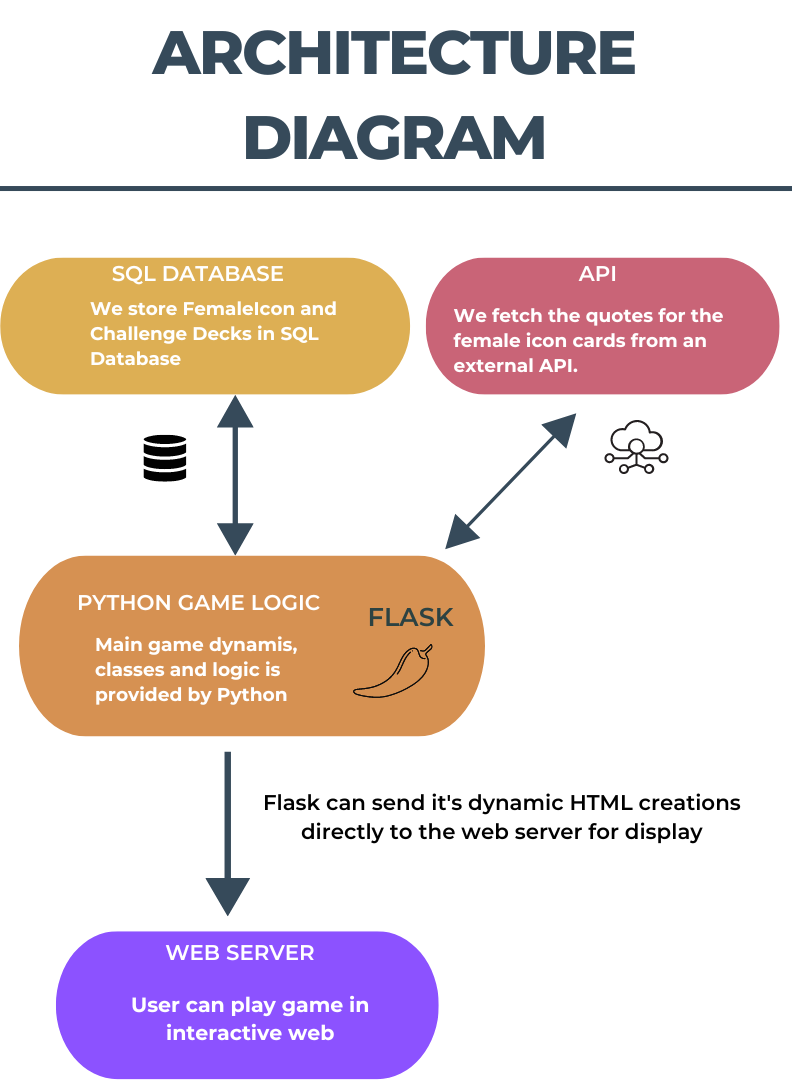 ARCHITECTURE
DIAGRAM
SQL DATABASE
We store FemaleIcon and
Challenge Decks in SQL
Database
API
We fetch the quotes for the
female icon cards from an
external API.
PYTHON GAME LOGIC
Main game dynamis,
classes and logic is
provided by Python
FLASK
Flask can send it's dynamic HTML creations
directly to the web server for display
WEB SERVER
User can play game in
interactive web